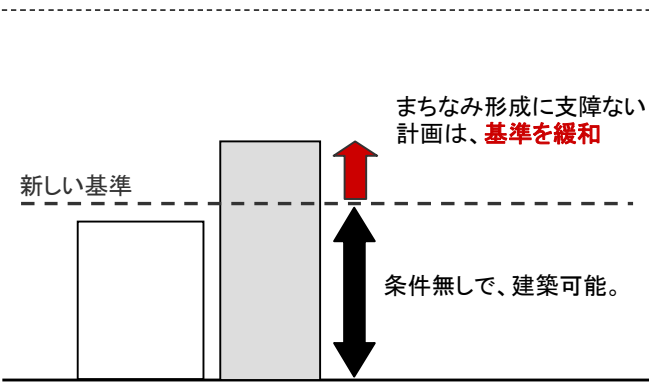 まちなみ形成に支障ない
計画は、基準を緩和
新しい基準
条件無しで、建築可能。